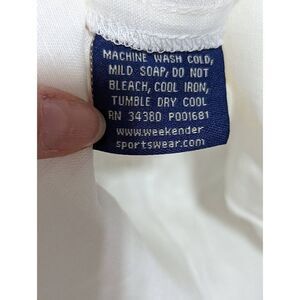 MACHINE WASH COLD,
MILD SOAP, DO NOT
BLEACH, COOL IRON,
TUMBLE DRY COOL
RN 34380 P001681
www.weekender
sportswear.com